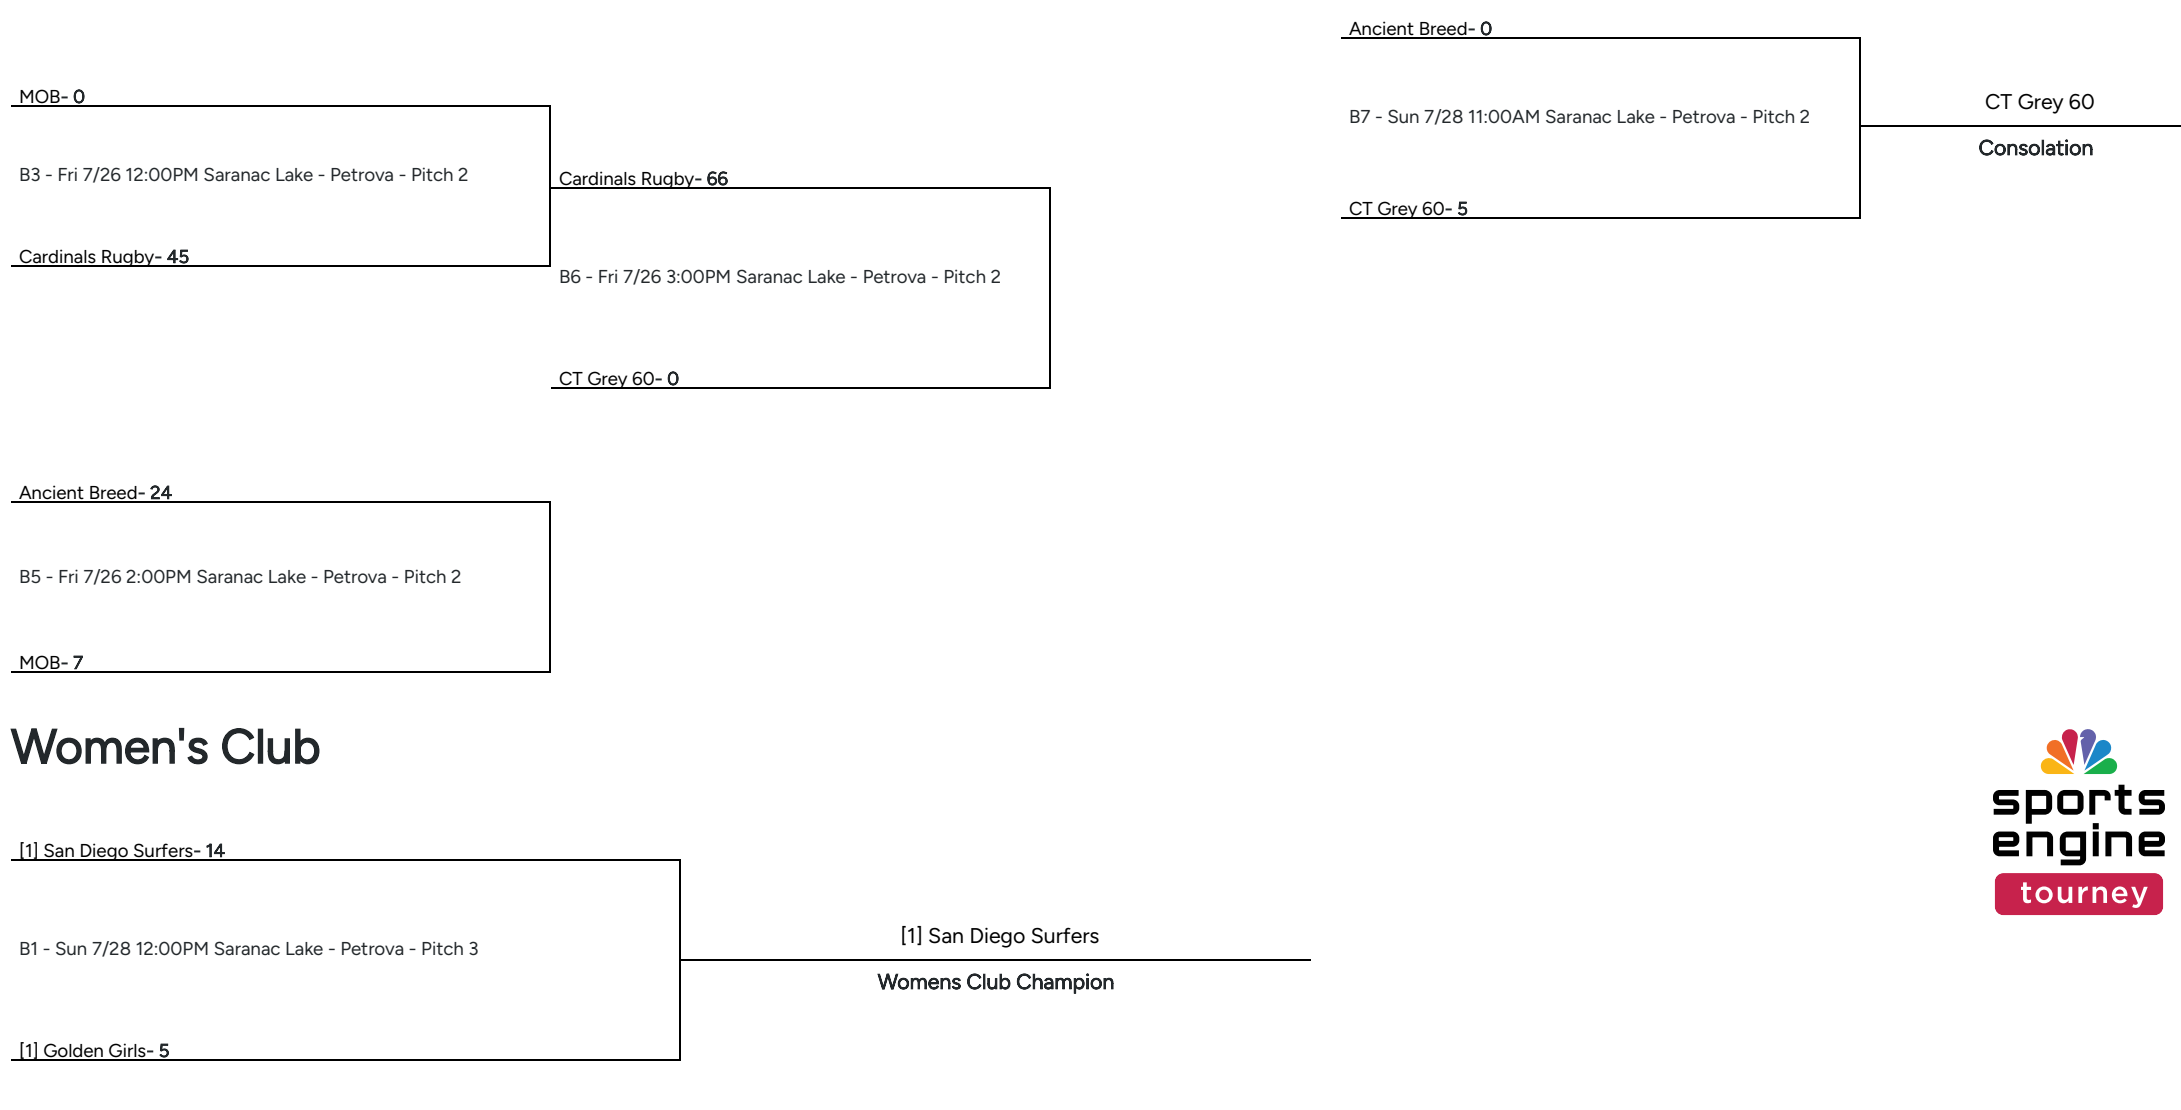 Ancient Breed- 0
MOB- 0
CT Grey 60
B7 - Sun 7/28 11:00AM Saranac Lake - Petrova - Pitch 2
Consolation
B3 - Fri 7/26 12:00PM Saranac Lake - Petrova - Pitch 2
Cardinals Rugby- 66
CT Grey 60- 5
Cardinals Rugby- 45
B6 - Fri 7/26 3:00PM Saranac Lake - Petrova - Pitch 2
CT Grey 60- 0
Ancient Breed- 24
B5 - Fri 7/26 2:00PM Saranac Lake - Petrova - Pitch 2
MOB- 7
Women's Club
sports
engine
tourney
[1] San Diego Surfers- 14
B1 - Sun 7/28 12:00PM Saranac Lake - Petrova - Pitch 3
[1] San Diego Surfers
Womens Club Champion
[1] Golden Girls- 5